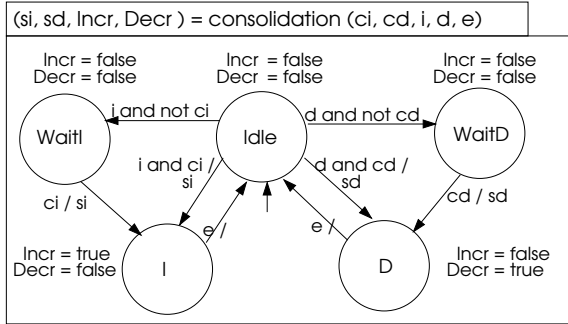 (si, sd, Incr, Decr ) = consolidation (ci, cd, i, d, e)
Incr = false
Decr = false
Incr = false
Decr = false
Incr = false
Decr = false
i and not ci
d and not cd
WaitI
Idle
WaitD
i and ci /
si
d and cd /
sd
ci / si
cd / sd
e /
e /
Incr = true
Decr = false
I
D
Incr = false
Decr = true